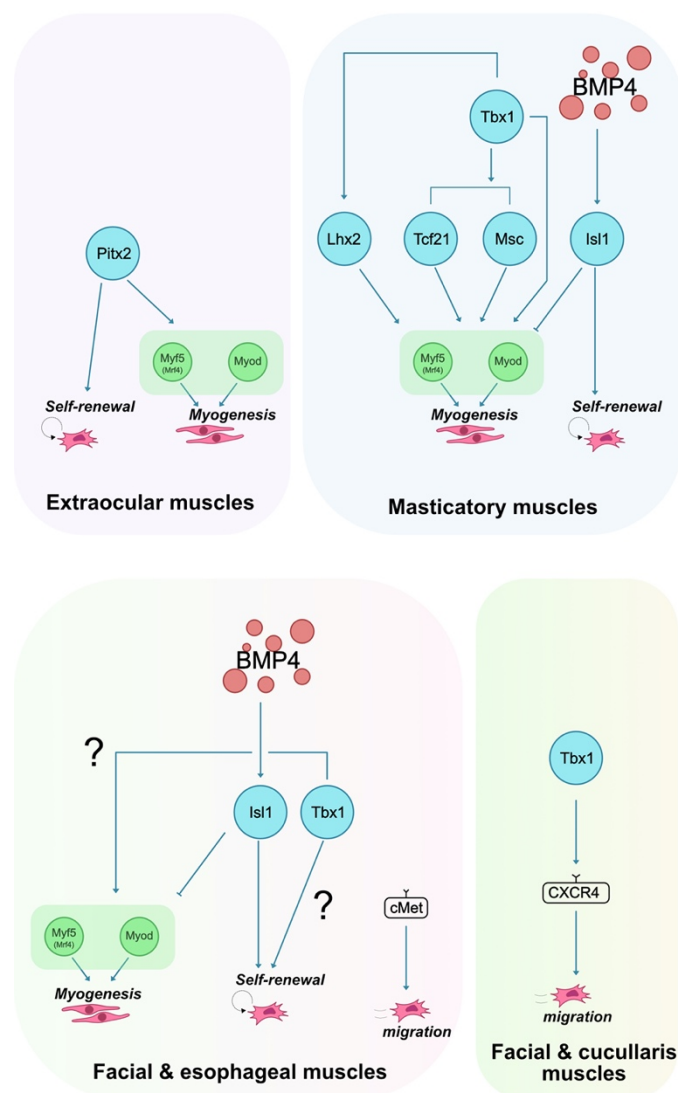 Pitx2
Myf5
(Mrf4)
Myod
Self-renewal
Myogenesis
Extraocular muscles
BMP4
Tbx1
Lhx2
Tcf21
Msc
Isl1
Myf5
(Mrf4)
Myod
Myogenesis
Self-renewal
Masticatory muscles
BMP4
?
Isl1
Tbx1
?
cMet
Myf5
(Mrf4)
Myod
Self-renewal
Myogenesis
migration
Facial & esophageal muscles
Tbx1
CXCR4
migration
Facial & cucullaris
muscles